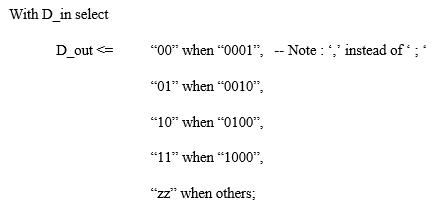 With D_in select
D_out <= “00” when “0001”, -- Note : ‘,’ instead of ‘ ; ‘
“01” when “0010”,
“10” when “0100”,
“11” when “1000”,
“zz” when others;